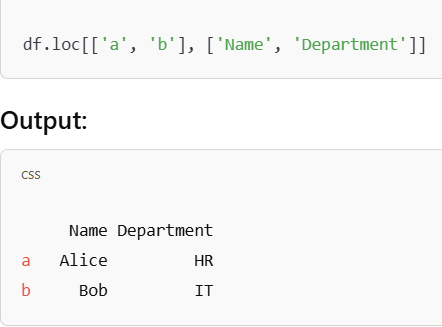 df.loc[['a', 'b'], ['Name', 'Department']]
Output:
css
Name Department
a Alice HR
b Bob IT